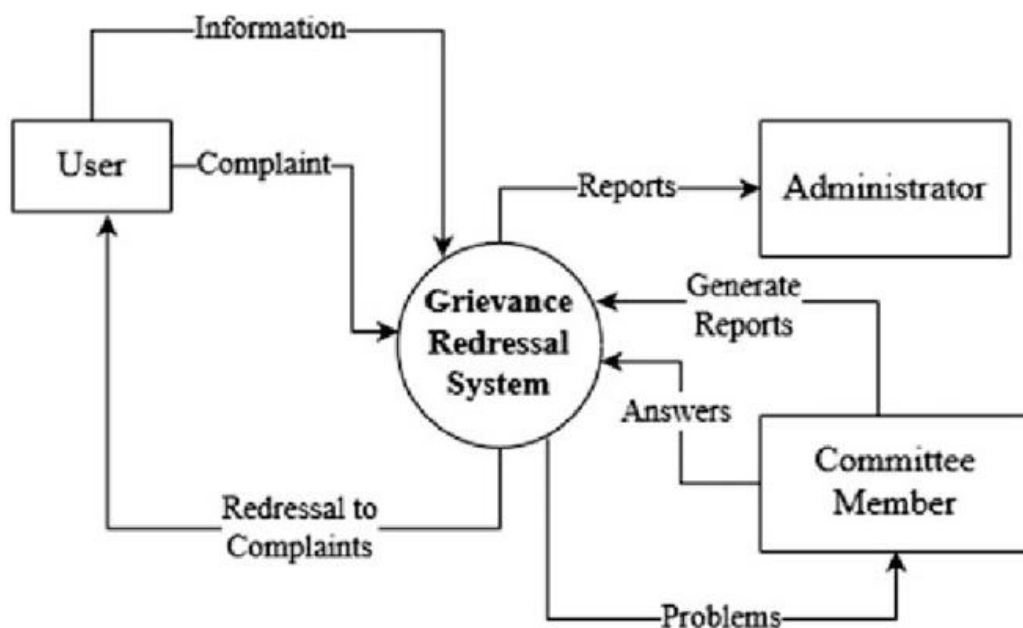 Information
User
Complaint
Reports
Administrator
Grievance
Redressal
System
Generate
Reports
Answers
Committee
Member
Redressal to
Complaints
Problems